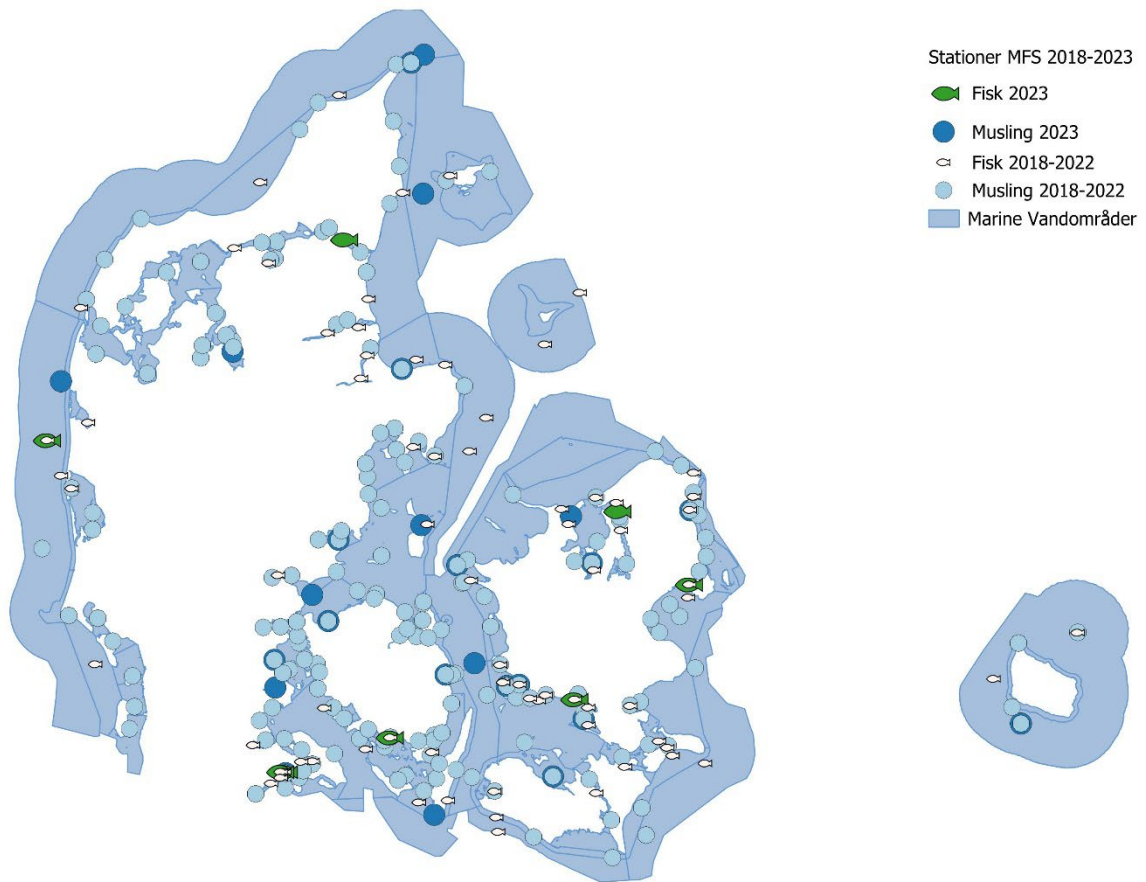 Stationer MFS 2018-2023
Fisk 2023
Musling 2023
Fisk 2018-2022
Musling 2018-2022
Marine Vandområder